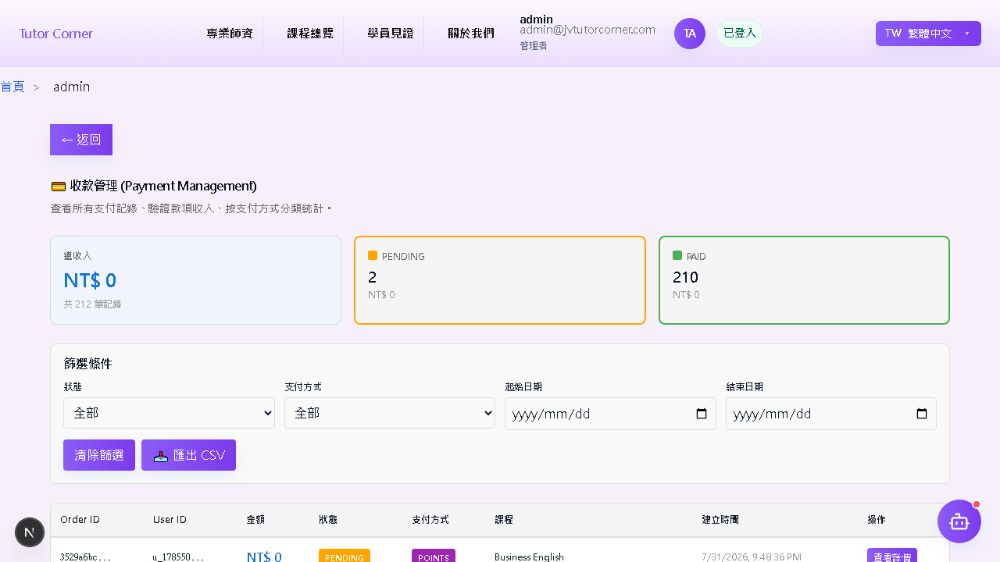 Tutor Corner
專業師資
課程總覽
學員見證
關於我們
admin
admin@jvtutorcorner.com
管理者
TA
已登入
TW 繁體中文
首頁 > admin
← 返回
收款管理 (Payment Management)
查看所有支付記錄、驗證款項收入、按支付方式分類統計。
總收入
NT$ 0
共 212 筆記錄
PENDING
2
NT$ 0
PAID
210
NT$ 0
篩選條件
狀態
支付方式
起始日期
結束日期
全部
全部
yyyy/mm/dd
yyyy/mm/dd
清除篩選
匯出 CSV
Order ID User ID 金額 狀態 支付方式 課程 建立時間 操作
3529a6bc... u_178550... NT$ 0 PENDING POINTS Business English 7/31/2026, 9:48:36 PM 查看詳情
N